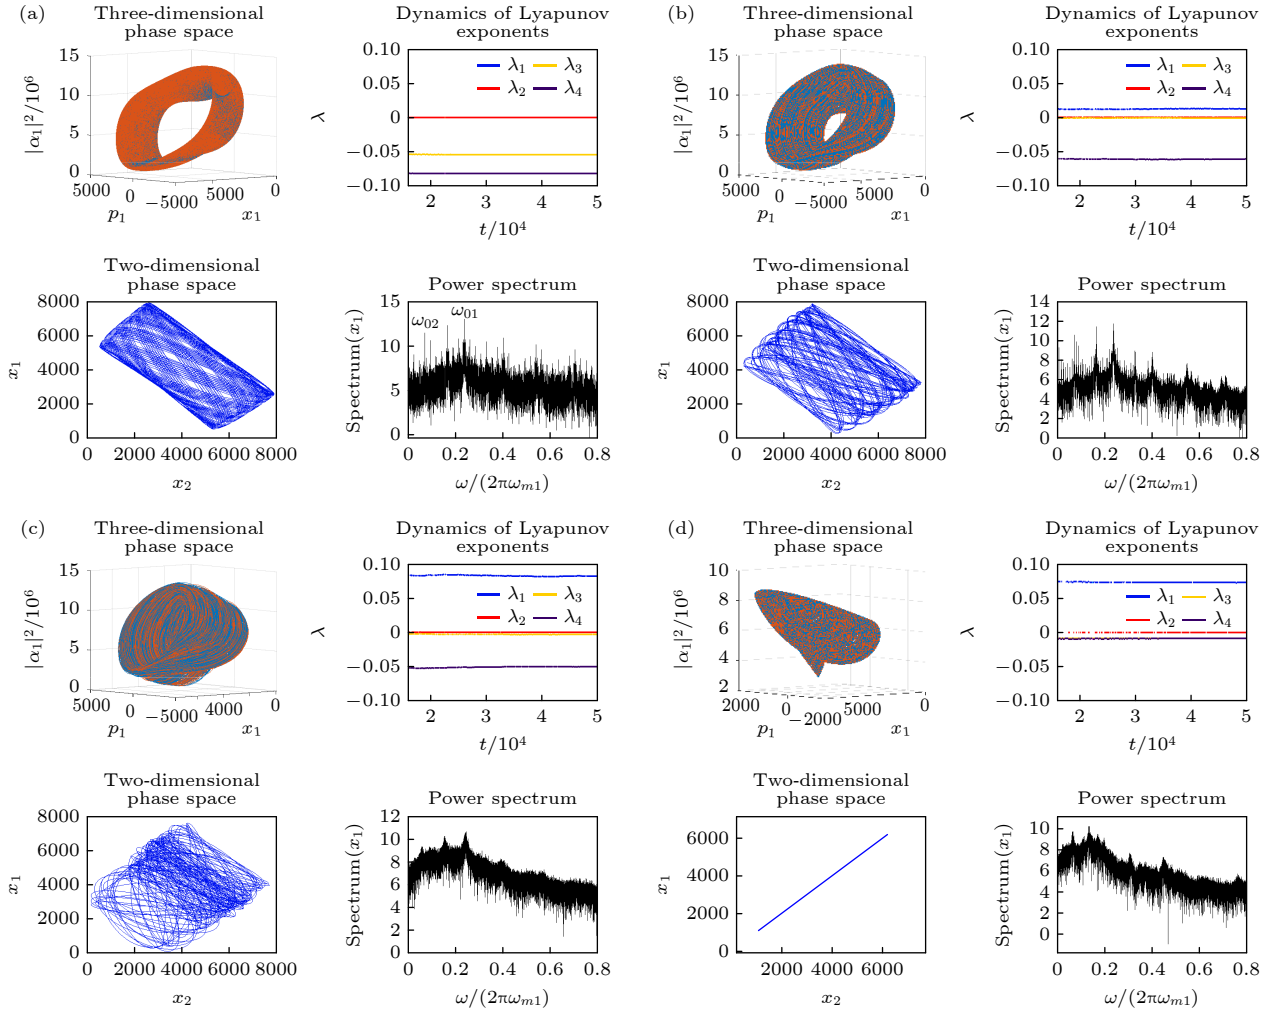 (a)
Three-dimensional
phase space
|α₁|²/10⁶
15
10
5
0
5000
0
−5000
0
p₁
x₁
Dynamics of Lyapunov
exponents
λ
0.10
0.05
0
−0.05
−0.10
λ₁ λ₃
λ₂ λ₄
2 3 4 5
t/10⁴
Two-dimensional
phase space
x₁
8000
6000
4000
2000
0
0 2000 4000 6000 8000
x₂
Power spectrum
Spectrum(x₁)
15
10
5
0
ω₀₂
ω₀₁
0 0.2 0.4 0.6 0.8
ω/(2πωₘ₁)
(b)
Three-dimensional
phase space
|α₁|²/10⁶
15
10
5
0
5000
0
−5000
0
p₁
x₁
Dynamics of Lyapunov
exponents
λ
0.10
0.05
0
−0.05
−0.10
λ₁ λ₃
λ₂ λ₄
2 3 4 5
t/10⁴
Two-dimensional
phase space
x₁
8000
6000
4000
2000
0
0 2000 4000 6000 8000
x₂
Power spectrum
Spectrum(x₁)
14
12
10
8
6
4
2
0
0 0.2 0.4 0.6 0.8
ω/(2πωₘ₁)
(c)
Three-dimensional
phase space
|α₁|²/10⁶
15
10
5
0
5000
0
−5000
0
p₁
x₁
Dynamics of Lyapunov
exponents
λ
0.10
0.05
0
−0.05
−0.10
λ₁ λ₃
λ₂ λ₄
2 3 4 5
t/10⁴
Two-dimensional
phase space
x₁
8000
6000
4000
2000
0
0 2000 4000 6000 8000
x₂
Power spectrum
Spectrum(x₁)
12
10
8
6
4
2
0
0 0.2 0.4 0.6 0.8
ω/(2πωₘ₁)
(d)
Three-dimensional
phase space
|α₁|²/10⁶
10
8
6
4
2
2000
0
−2000
5000
0
p₁
x₁
Dynamics of Lyapunov
exponents
λ
0.10
0.05
0
−0.05
−0.10
λ₁ λ₃
λ₂ λ₄
2 3 4 5
t/10⁴
Two-dimensional
phase space
x₁
6000
4000
2000
0
2000 4000 6000
x₂
Power spectrum
Spectrum(x₁)
10
8
6
4
2
0
0 0.2 0.4 0.6 0.8
ω/(2πωₘ₁)